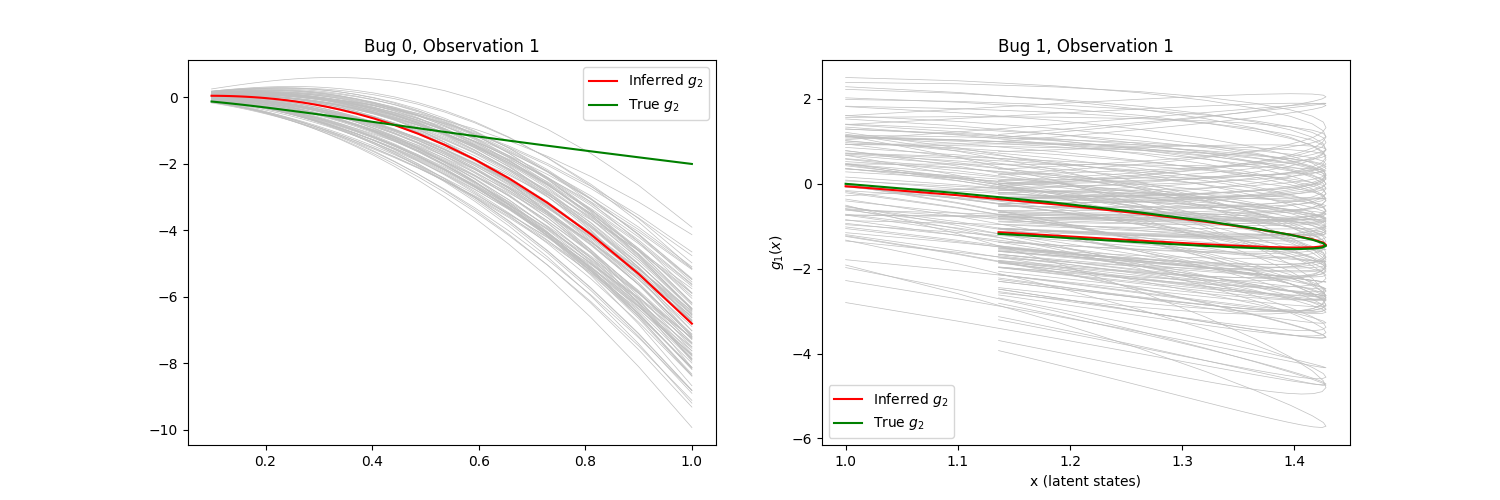 Bug 0, Observation 1
Inferred g₂
True g₂
0
−2
−4
−6
−8
−10
0.2 0.4 0.6 0.8 1.0
Bug 1, Observation 1
g₁(x)
2
0
−2
−4
−6
Inferred g₂
True g₂
1.0 1.1 1.2 1.3 1.4
x (latent states)